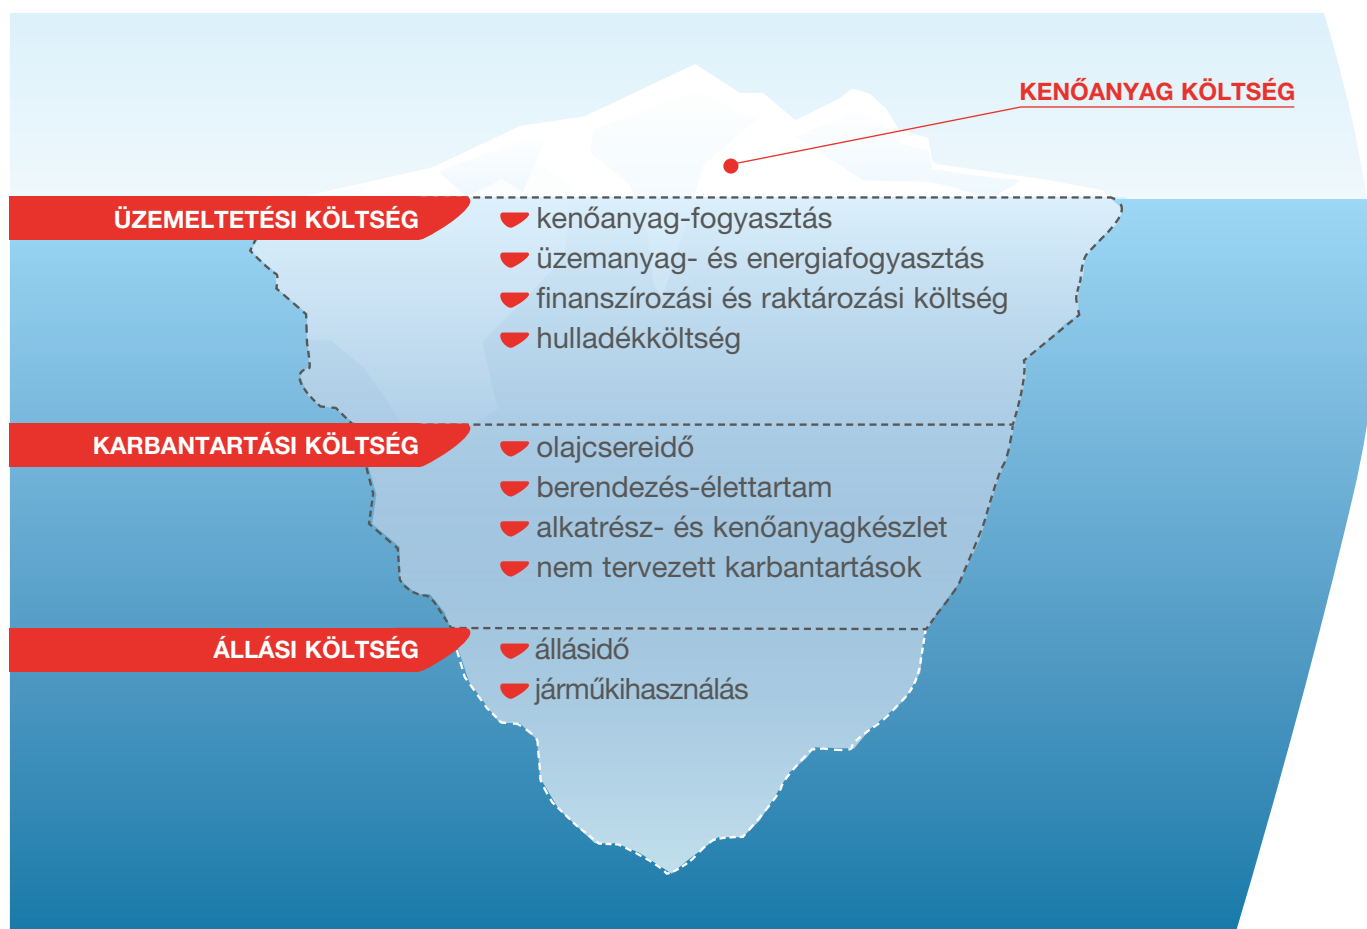 KENŐANYAG KÖLTSÉG
ÜZEMELTETÉSI KÖLTSÉG
kenőanyag-fogyasztás
üzemanyag- és energiafogyasztás
finanszírozási és raktározási költség
hulladékköltség
KARBANTARTÁSI KÖLTSÉG
olajcsereidő
berendezés-élettartam
alkatrész- és kenőanyagkészlet
nem tervezett karbantartások
ÁLLÁSI KÖLTSÉG
állásidő
járműkihasználás